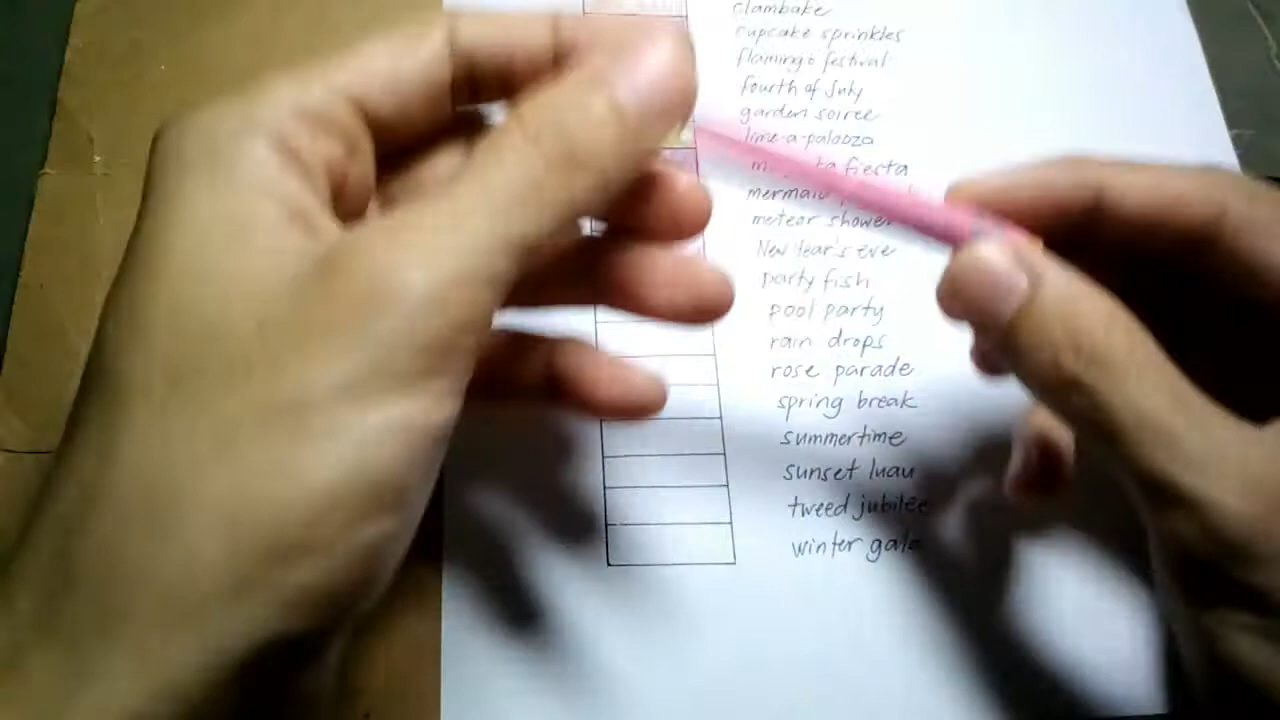 clambake
cupcake sprinkles
flamingo festival
fourth of July
garden soiree
lime-a-palooza
fiesta
meteor shower
New Year's eve
party fish
pool party
rain drops
rose parade
spring break
summertime
sunset luau
tweed jubilee
winter gala